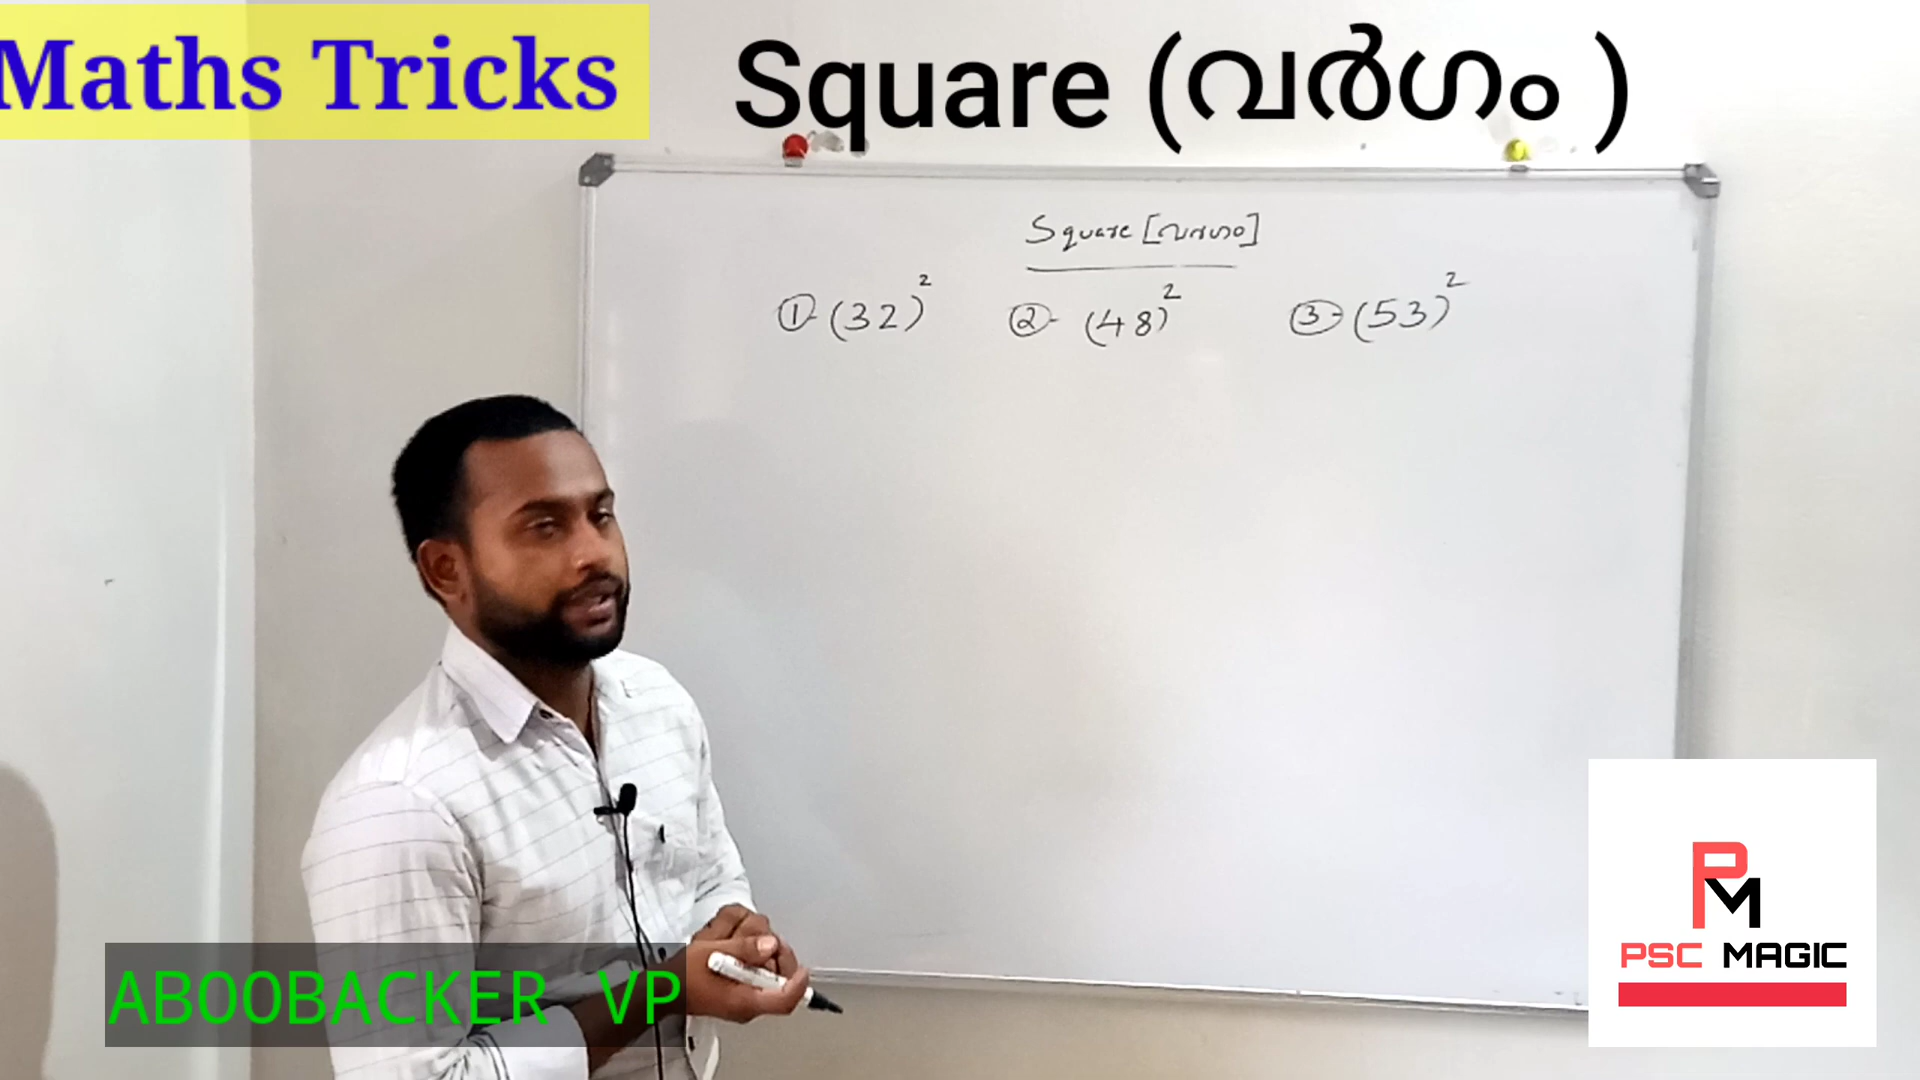 Maths Tricks
Square (വർഗം )
Square [വർഗം]
①- (32)² ②- (48)² ③- (53)²
ABOOBACKER VP
PM
PSC MAGIC